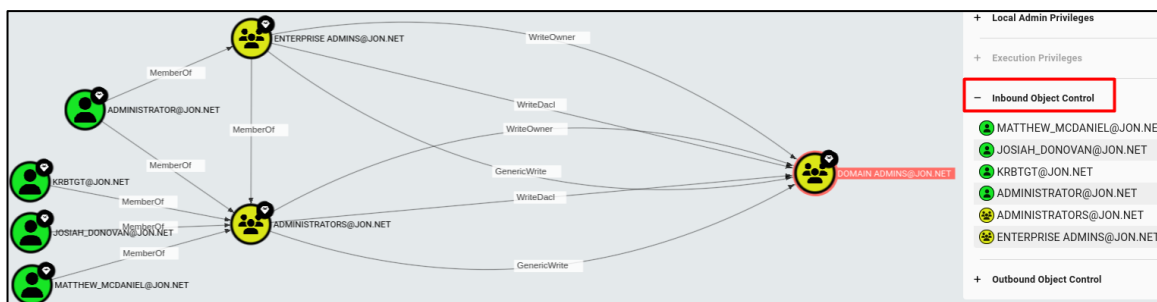 ENTERPRISE ADMINS@JON.NET
WriteOwner
MemberOf
WriteDacl
ADMINISTRATOR@JON.NET
MemberOf
WriteOwner
MemberOf
GenericWrite
DOMAIN ADMINS@JON.NET
KRBTGT@JON.NET
MemberOf
WriteDacl
ADMINISTRATORS@JON.NET
MemberOf
JOSIAH_DONOVAN@JON.NET
MemberOf
GenericWrite
MATTHEW_MCDANIEL@JON.NET
+ Local Admin Privileges
+ Execution Privileges
− Inbound Object Control
MATTHEW_MCDANIEL@JON.NE
JOSIAH_DONOVAN@JON.NET
KRBTGT@JON.NET
ADMINISTRATOR@JON.NET
ADMINISTRATORS@JON.NET
ENTERPRISE ADMINS@JON.NET
+ Outbound Object Control